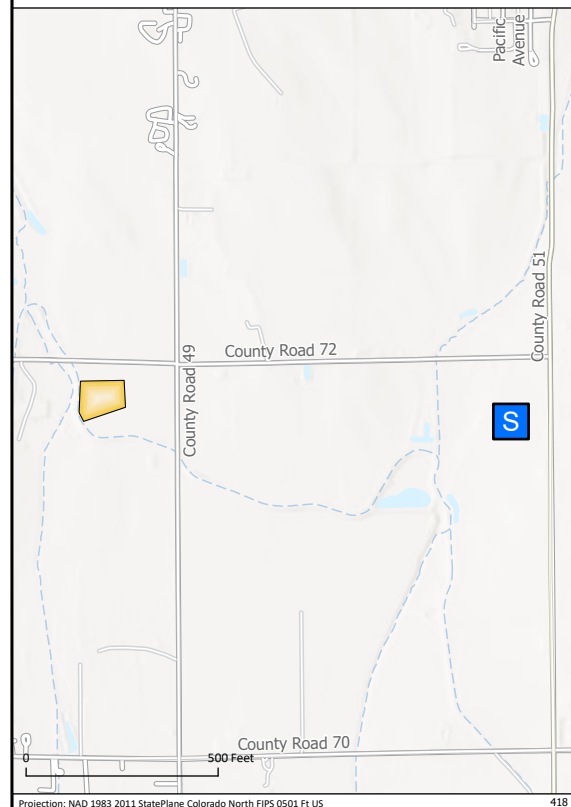 Pacific
Avenue
County Road 51
County Road 72
County Road 49
S
County Road 70
0 500 Feet
Projection: NAD 1983 2011 StatePlane Colorado North FIPS 0501 Ft US 418